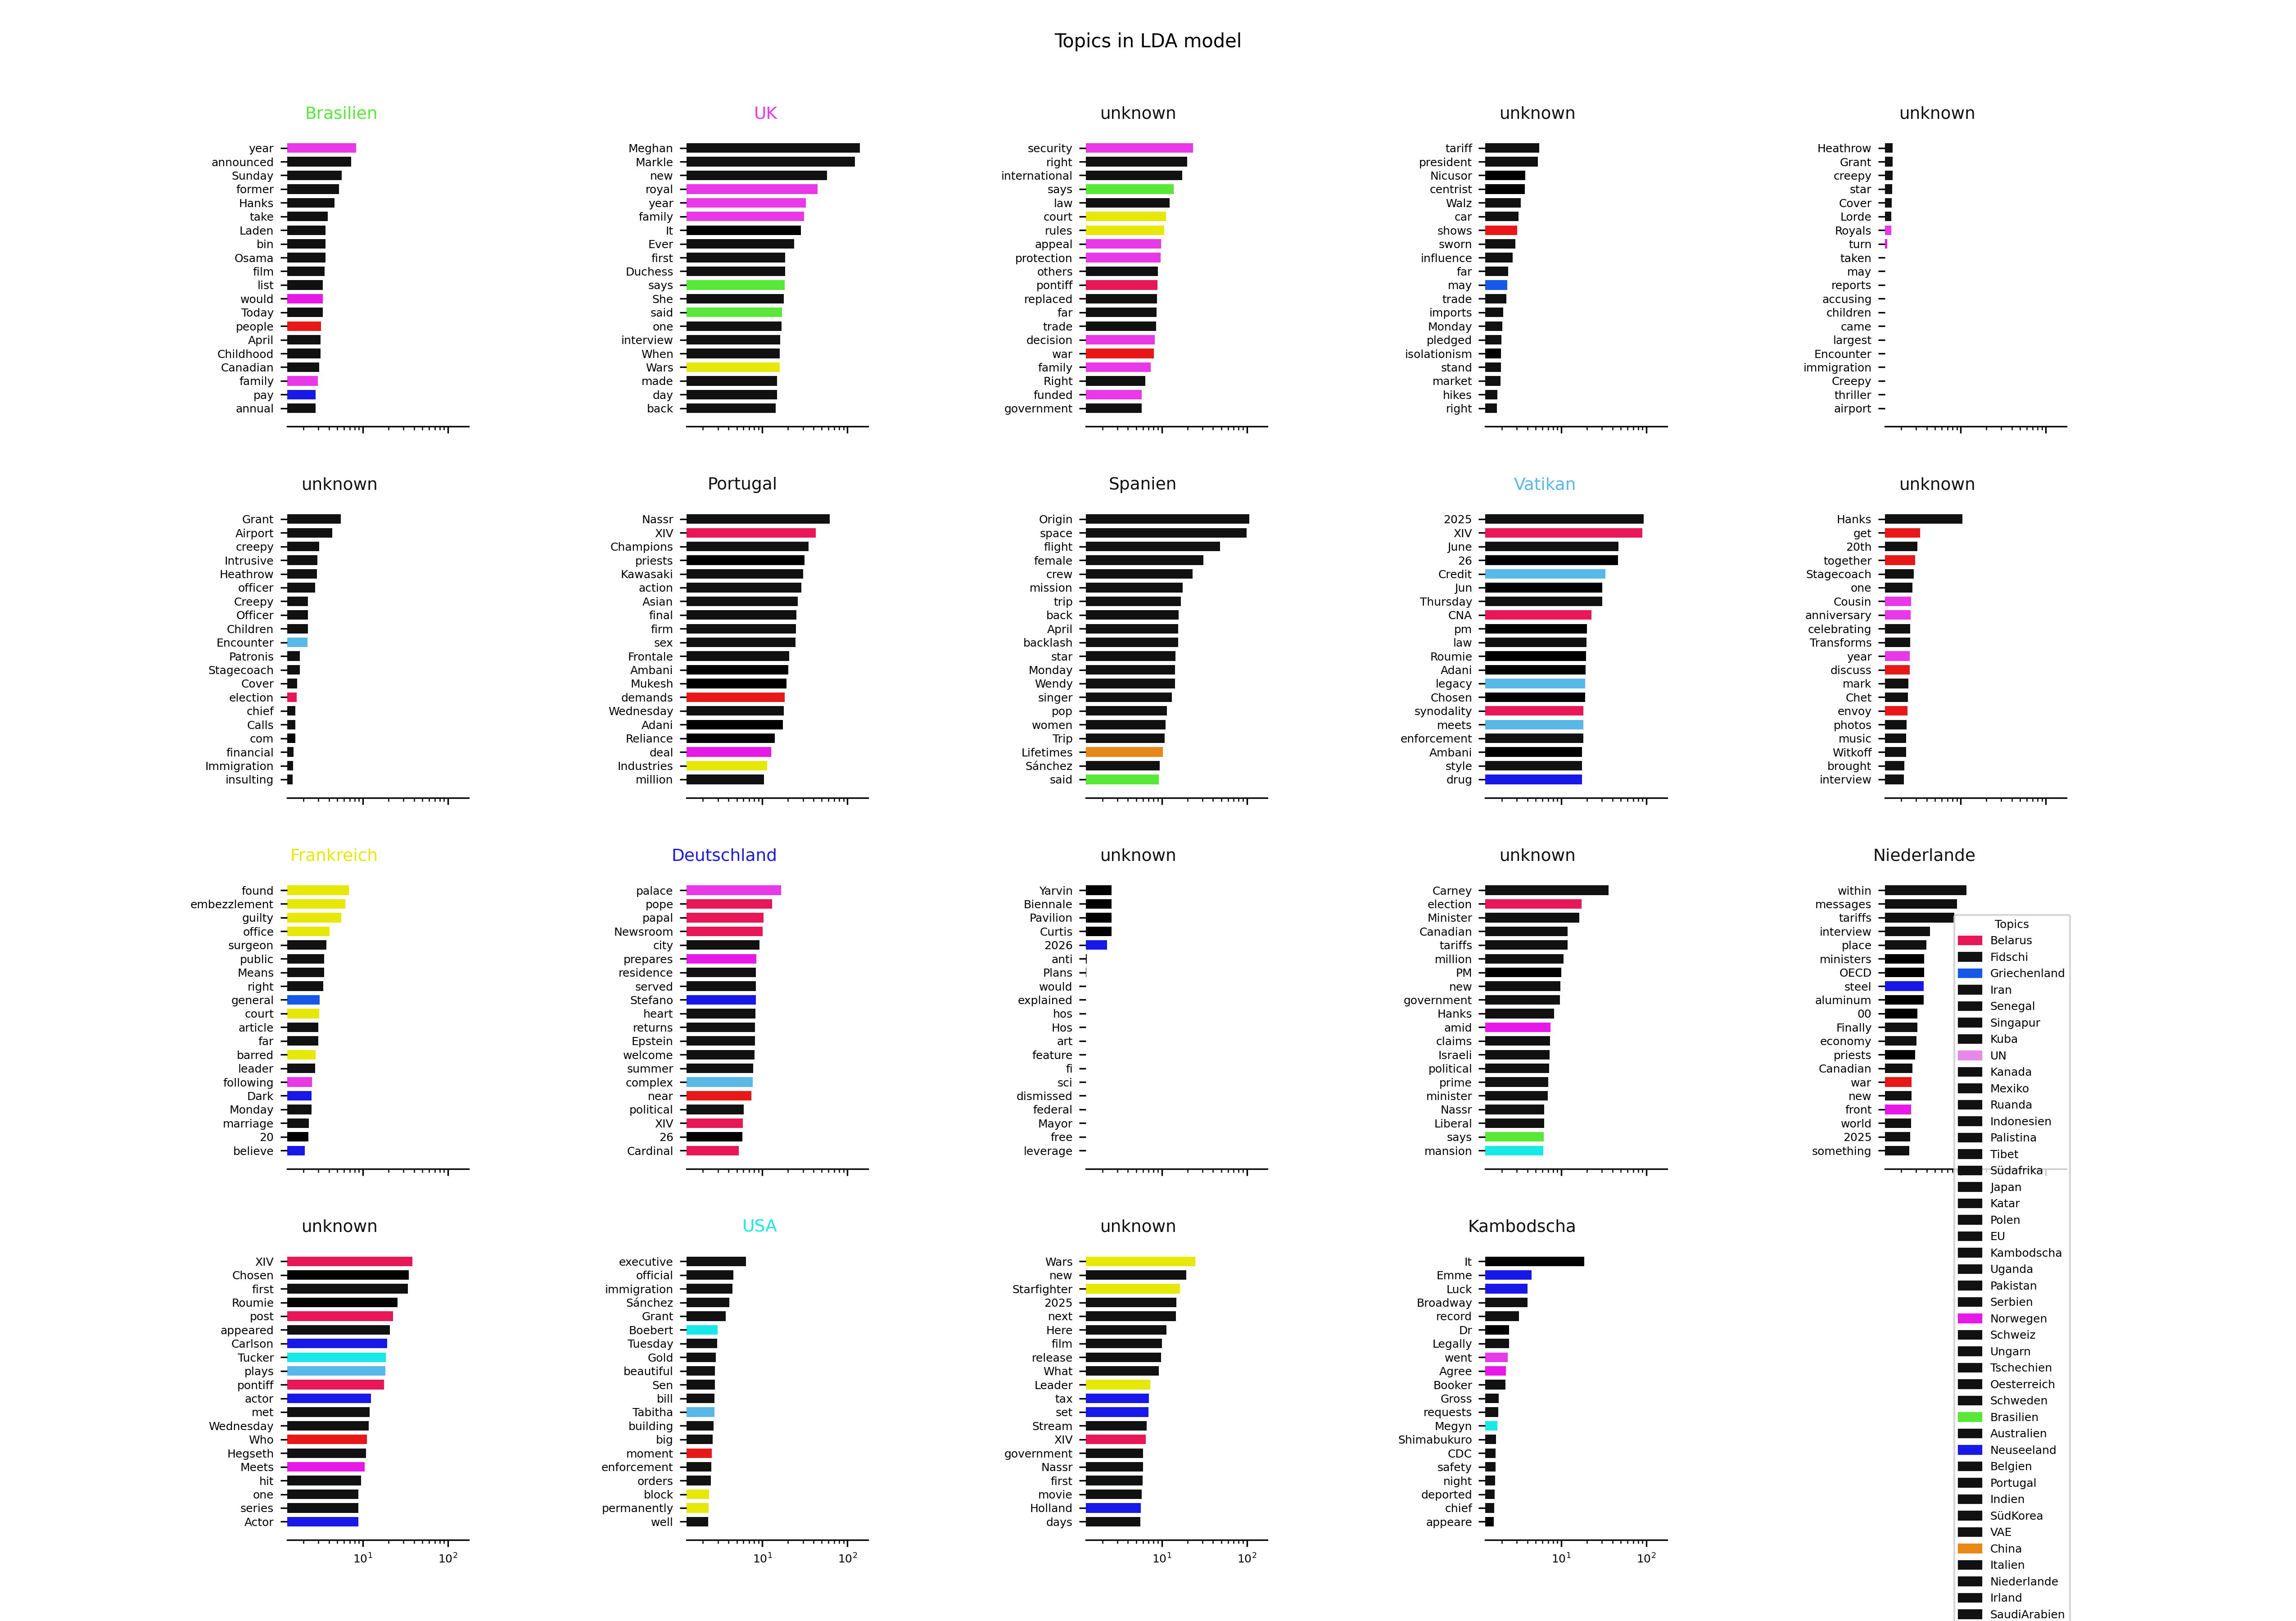 Topics in LDA model
Brasilien
year
announced
Sunday
former
Hanks
take
Laden
bin
Osama
film
list
would
Today
people
April
Childhood
Canadian
family
pay
annual
UK
Meghan
Markle
new
royal
year
family
It
Ever
first
Duchess
says
She
said
one
interview
When
Wars
made
day
back
unknown
security
right
international
says
law
court
rules
appeal
protection
others
pontiff
replaced
far
trade
decision
war
family
Right
funded
government
unknown
tariff
president
Nicusor
centrist
Walz
car
shows
sworn
influence
far
may
trade
imports
Monday
pledged
isolationism
stand
market
hikes
right
unknown
Heathrow
Grant
creepy
star
Cover
Lorde
Royals
turn
taken
may
reports
accusing
children
came
largest
Encounter
immigration
Creepy
thriller
airport
unknown
Grant
Airport
creepy
Intrusive
Heathrow
officer
Creepy
Officer
Children
Encounter
Patronis
Stagecoach
Cover
election
chief
Calls
com
financial
Immigration
insulting
Portugal
Nassr
XIV
Champions
priests
Kawasaki
action
Asian
final
firm
sex
Frontale
Ambani
Mukesh
demands
Wednesday
Adani
Reliance
deal
Industries
million
Spanien
Origin
space
flight
female
crew
mission
trip
back
April
backlash
star
Monday
Wendy
singer
pop
women
Trip
Lifetimes
Sánchez
said
Vatikan
2025
XIV
June
26
Credit
Jun
Thursday
CNA
pm
law
Roumie
Adani
legacy
Chosen
synodality
meets
enforcement
Ambani
style
drug
unknown
Hanks
get
20th
together
Stagecoach
one
Cousin
anniversary
celebrating
Transforms
year
discuss
mark
Chet
envoy
photos
music
Witkoff
brought
interview
Frankreich
found
embezzlement
guilty
office
surgeon
public
Means
right
general
court
article
far
barred
leader
following
Dark
Monday
marriage
20
believe
Deutschland
palace
pope
papal
Newsroom
city
prepares
residence
served
Stefano
heart
returns
Epstein
welcome
summer
complex
near
political
XIV
26
Cardinal
unknown
Yarvin
Biennale
Pavilion
Curtis
2026
anti
Plans
would
explained
hos
Hos
art
feature
fi
sci
dismissed
federal
Mayor
free
leverage
unknown
Carney
election
Minister
Canadian
tariffs
million
PM
new
government
Hanks
amid
claims
Israeli
political
prime
minister
Nassr
Liberal
says
mansion
Niederlande
within
messages
tariffs
interview
place
ministers
OECD
steel
aluminum
00
Finally
economy
priests
Canadian
war
new
front
world
2025
something
unknown
XIV
Chosen
first
Roumie
post
appeared
Carlson
Tucker
plays
pontiff
actor
met
Wednesday
Who
Hegseth
Meets
hit
one
series
Actor
10¹ 10²
USA
executive
official
immigration
Sánchez
Grant
Boebert
Tuesday
Gold
beautiful
Sen
bill
Tabitha
building
big
moment
enforcement
orders
block
permanently
well
10¹ 10²
unknown
Wars
new
Starfighter
2025
next
Here
film
release
What
Leader
tax
set
Stream
XIV
government
Nassr
first
movie
Holland
days
10¹ 10²
Kambodscha
It
Emme
Luck
Broadway
record
Dr
Legally
went
Agree
Booker
Gross
requests
Megyn
Shimabukuro
CDC
safety
night
deported
chief
appeare
10¹ 10²
Topics
Belarus
Fidschi
Griechenland
Iran
Senegal
Singapur
Kuba
UN
Kanada
Mexiko
Ruanda
Indonesien
Palistina
Tibet
Südafrika
Japan
Katar
Polen
EU
Kambodscha
Uganda
Pakistan
Serbien
Norwegen
Schweiz
Ungarn
Tschechien
Oesterreich
Schweden
Brasilien
Australien
Neuseeland
Belgien
Portugal
Indien
SüdKorea
VAE
China
Italien
Niederlande
Irland
SaudiArabien